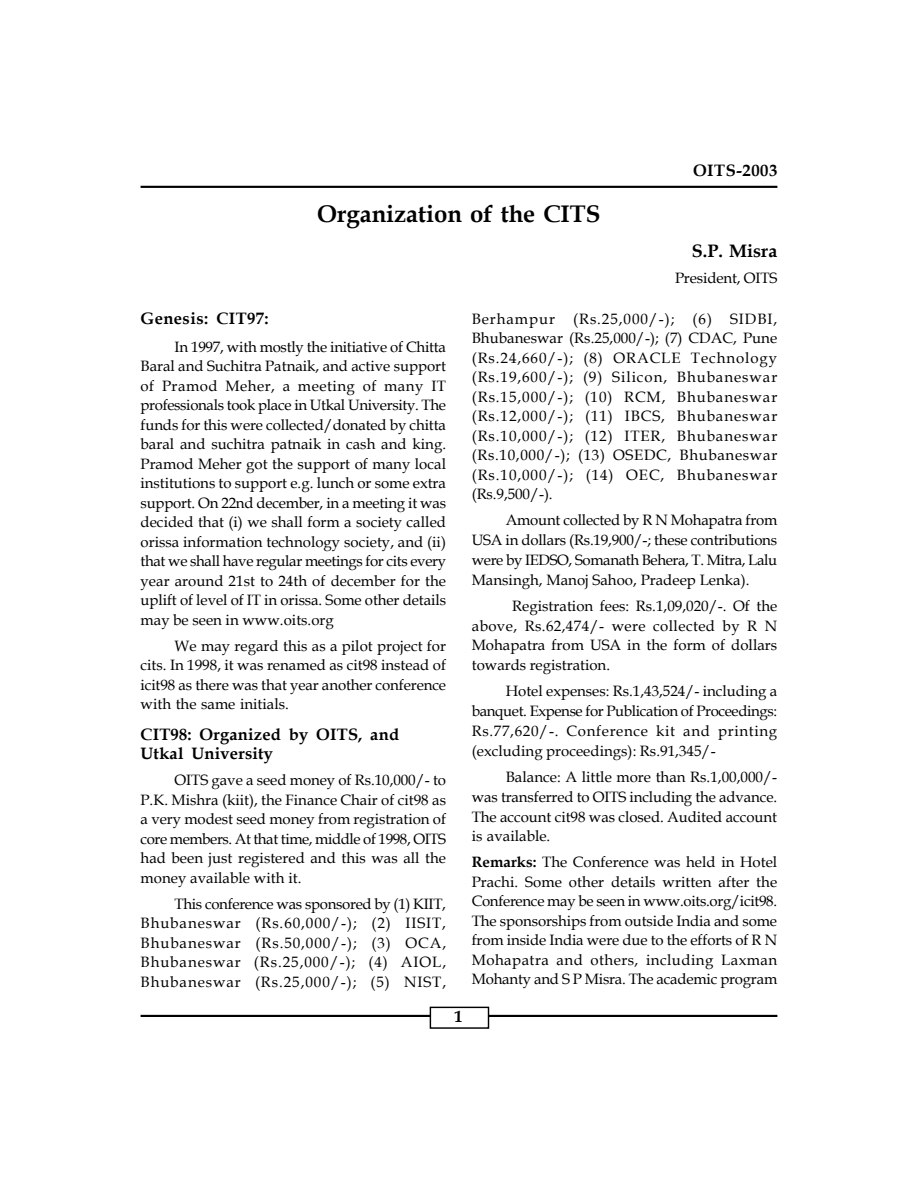 OITS-2003
Organization of the CITS
S.P. Misra
President, OITS
Genesis: CIT97:
In 1997, with mostly the initiative of Chitta
Baral and Suchitra Patnaik, and active support
of Pramod Meher, a meeting of many IT
professionals took place in Utkal University. The
funds for this were collected/donated by chitta
baral and suchitra patnaik in cash and king.
Pramod Meher got the support of many local
institutions to support e.g. lunch or some extra
support. On 22nd december, in a meeting it was
decided that (i) we shall form a society called
orissa information technology society, and (ii)
that we shall have regular meetings for cits every
year around 21st to 24th of december for the
uplift of level of IT in orissa. Some other details
may be seen in www.oits.org
We may regard this as a pilot project for
cits. In 1998, it was renamed as cit98 instead of
icit98 as there was that year another conference
with the same initials.
CIT98: Organized by OITS, and
Utkal University
OITS gave a seed money of Rs.10,000/- to
P.K. Mishra (kiit), the Finance Chair of cit98 as
a very modest seed money from registration of
core members. At that time, middle of 1998, OITS
had been just registered and this was all the
money available with it.
This conference was sponsored by (1) KIIT,
Bhubaneswar (Rs.60,000/-); (2) IISIT,
Bhubaneswar (Rs.50,000/-); (3) OCA,
Bhubaneswar (Rs.25,000/-); (4) AIOL,
Bhubaneswar (Rs.25,000/-); (5) NIST,
Berhampur (Rs.25,000/-); (6) SIDBI,
Bhubaneswar (Rs.25,000/-); (7) CDAC, Pune
(Rs.24,660/-); (8) ORACLE Technology
(Rs.19,600/-); (9) Silicon, Bhubaneswar
(Rs.15,000/-); (10) RCM, Bhubaneswar
(Rs.12,000/-); (11) IBCS, Bhubaneswar
(Rs.10,000/-); (12) ITER, Bhubaneswar
(Rs.10,000/-); (13) OSEDC, Bhubaneswar
(Rs.10,000/-); (14) OEC, Bhubaneswar
(Rs.9,500/-).
Amount collected by R N Mohapatra from
USA in dollars (Rs.19,900/-; these contributions
were by IEDSO, Somanath Behera, T. Mitra, Lalu
Mansingh, Manoj Sahoo, Pradeep Lenka).
Registration fees: Rs.1,09,020/-. Of the
above, Rs.62,474/- were collected by R N
Mohapatra from USA in the form of dollars
towards registration.
Hotel expenses: Rs.1,43,524/- including a
banquet. Expense for Publication of Proceedings:
Rs.77,620/-. Conference kit and printing
(excluding proceedings): Rs.91,345/-
Balance: A little more than Rs.1,00,000/-
was transferred to OITS including the advance.
The account cit98 was closed. Audited account
is available.
Remarks: The Conference was held in Hotel
Prachi. Some other details written after the
Conference may be seen in www.oits.org/icit98.
The sponsorships from outside India and some
from inside India were due to the efforts of R N
Mohapatra and others, including Laxman
Mohanty and S P Misra. The academic program
1